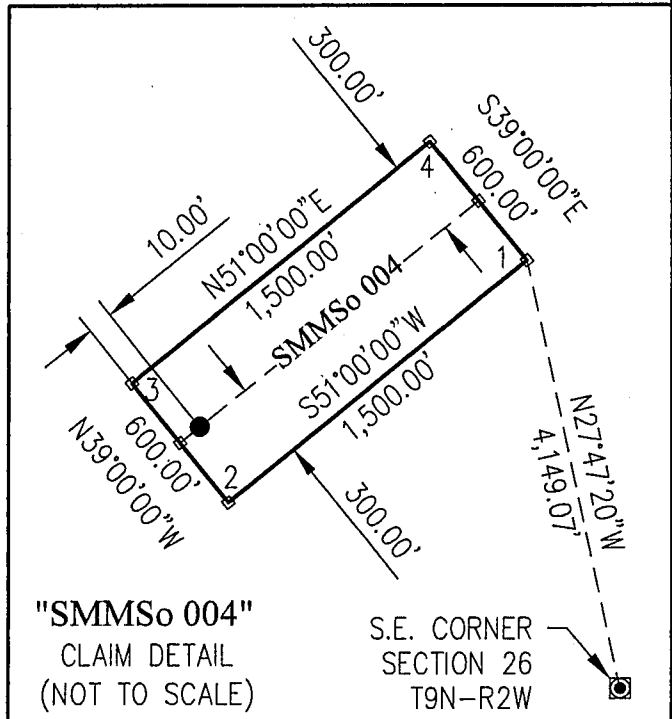 300.00'
S39°00'00"E
600.00'
4
10.00'
N51°00'00"E
1,500.00'
1
SMMSo 004
S51°00'00"W
1,500.00'
3
N39°00'00"W
600.00'
2
300.00'
N27°47'20"W
4,149.07'
"SMMSo 004"
CLAIM DETAIL
(NOT TO SCALE)
S.E. CORNER
SECTION 26
T9N-R2W